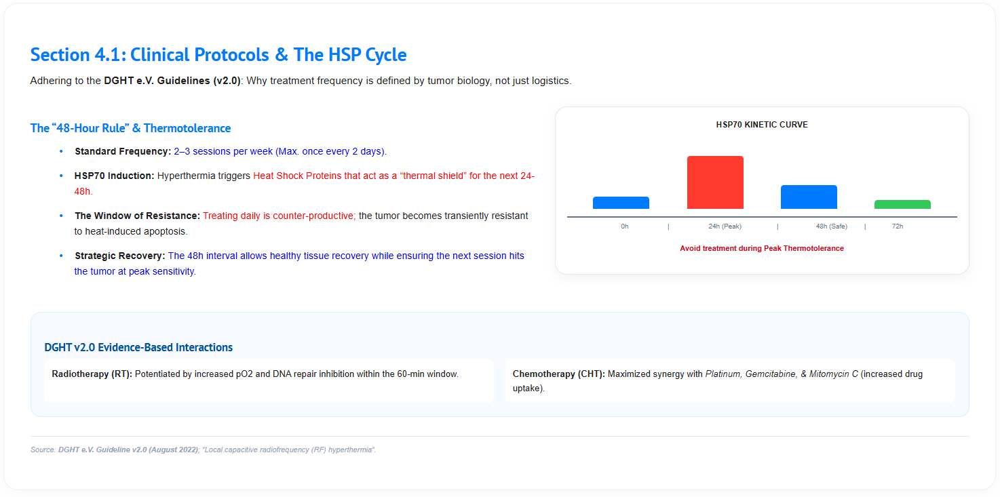 Section 4.1: Clinical Protocols & The HSP Cycle
Adhering to the DGHT e.V. Guidelines (v2.0): Why treatment frequency is defined by tumor biology, not just logistics.
The “48-Hour Rule” & Thermotolerance
• Standard Frequency: 2–3 sessions per week (Max. once every 2 days).
• HSP70 Induction: Hyperthermia triggers Heat Shock Proteins that act as a “thermal shield” for the next 24-
48h.
• The Window of Resistance: Treating daily is counter-productive; the tumor becomes transiently resistant
to heat-induced apoptosis.
• Strategic Recovery: The 48h interval allows healthy tissue recovery while ensuring the next session hits
the tumor at peak sensitivity.
HSP70 KINETIC CURVE
0h | 24h (Peak) | 48h (Safe) | 72h
Avoid treatment during Peak Thermotolerance
DGHT v2.0 Evidence-Based Interactions
Radiotherapy (RT): Potentiated by increased pO2 and DNA repair inhibition within the 60-min window.
Chemotherapy (CHT): Maximized synergy with Platinum, Gemcitabine, & Mitomycin C (increased drug
uptake).
Source: DGHT e.V. Guideline v2.0 (August 2022); “Local capacitive radiofrequency (RF) hyperthermia”.